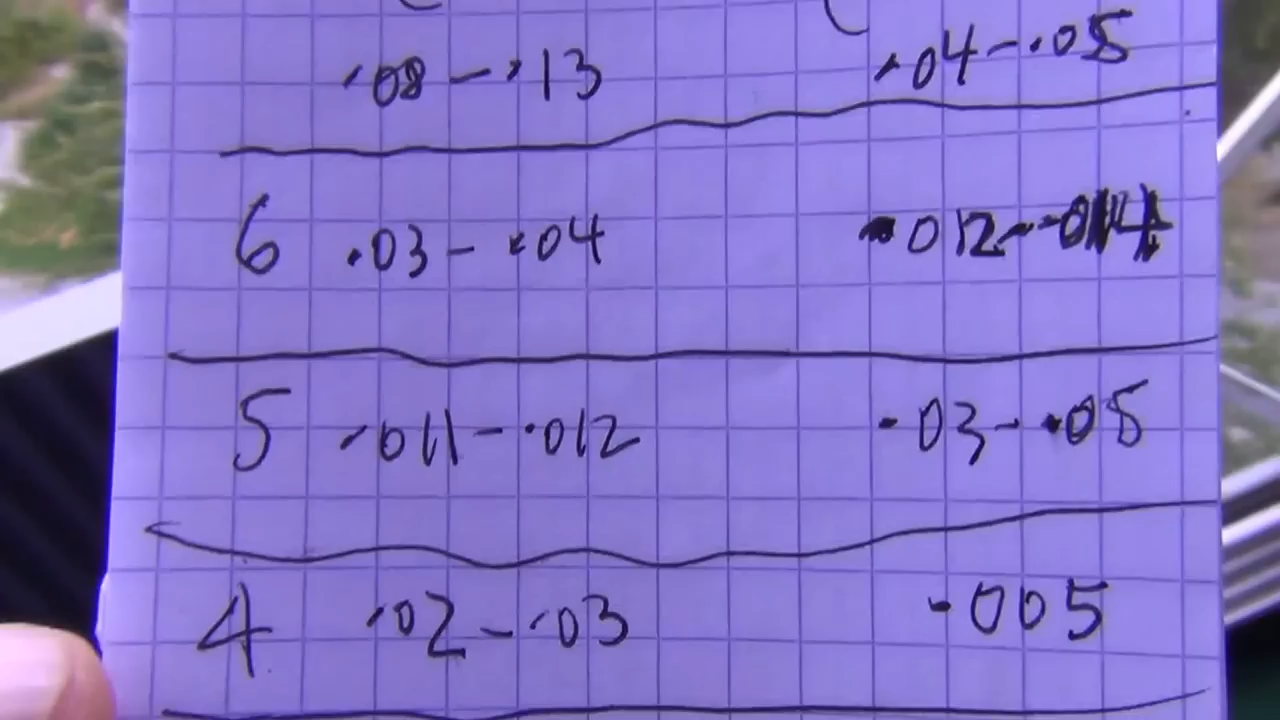 .08 - .13 .04 - .05
6 .03 - .04 .012 - .014
5 .011 - .012 .03 - .05
4 .02 - .03 .005